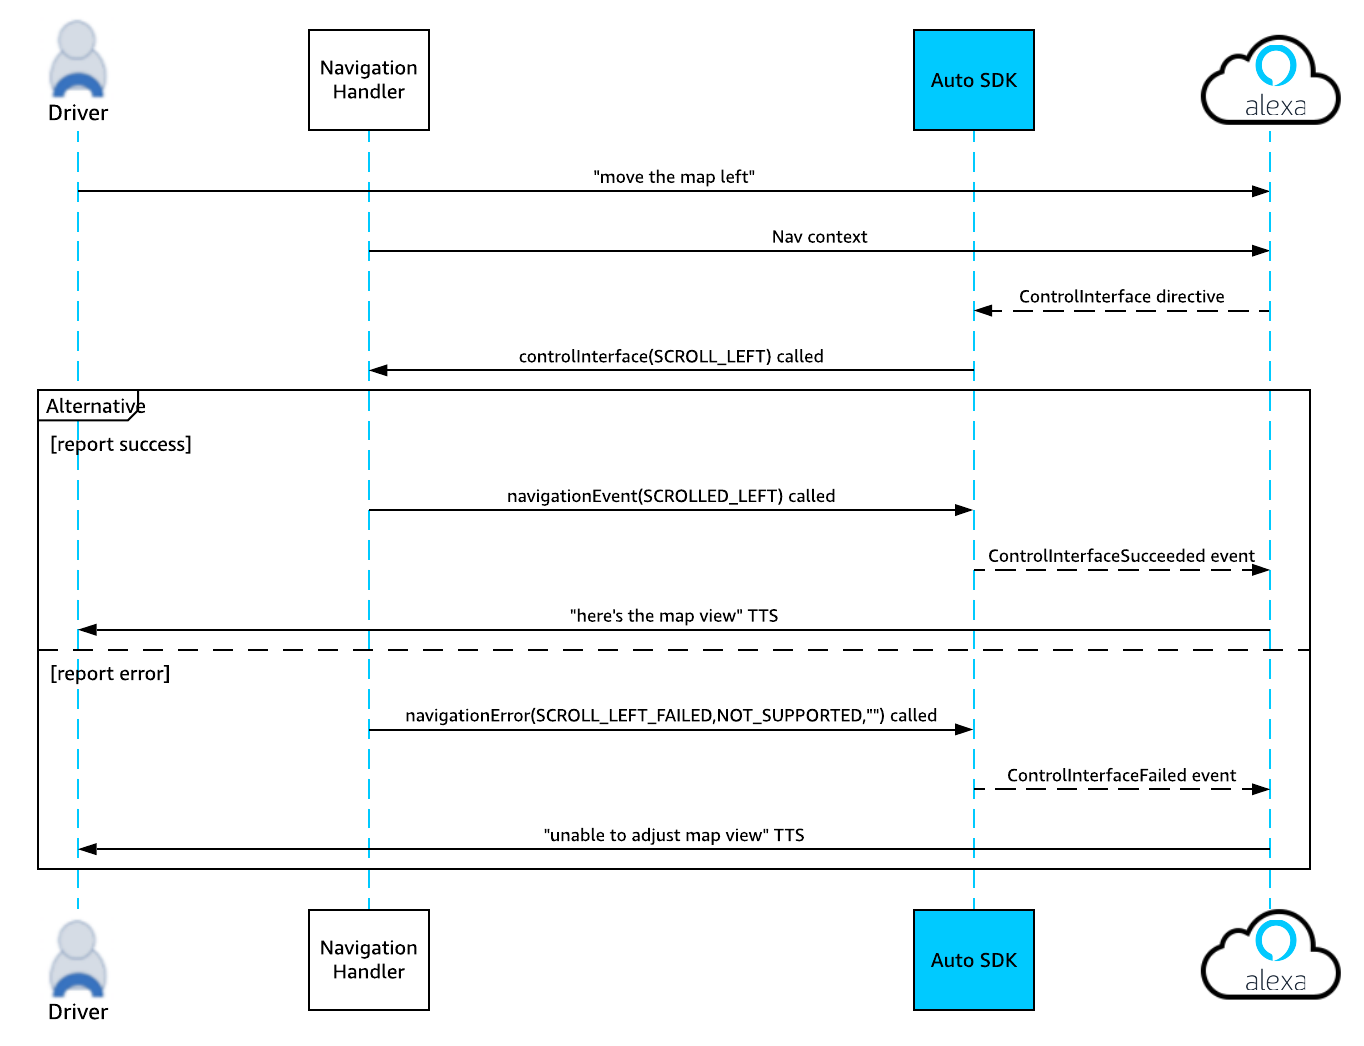 Driver
Navigation
Handler
Auto SDK
alexa
"move the map left"
Nav context
ControlInterface directive
controlInterface(SCROLL_LEFT) called
Alternative
[report success]
navigationEvent(SCROLLED_LEFT) called
ControlInterfaceSucceeded event
"here's the map view" TTS
[report error]
navigationError(SCROLL_LEFT_FAILED,NOT_SUPPORTED,"") called
ControlInterfaceFailed event
"unable to adjust map view" TTS
Driver
Navigation
Handler
Auto SDK
alexa